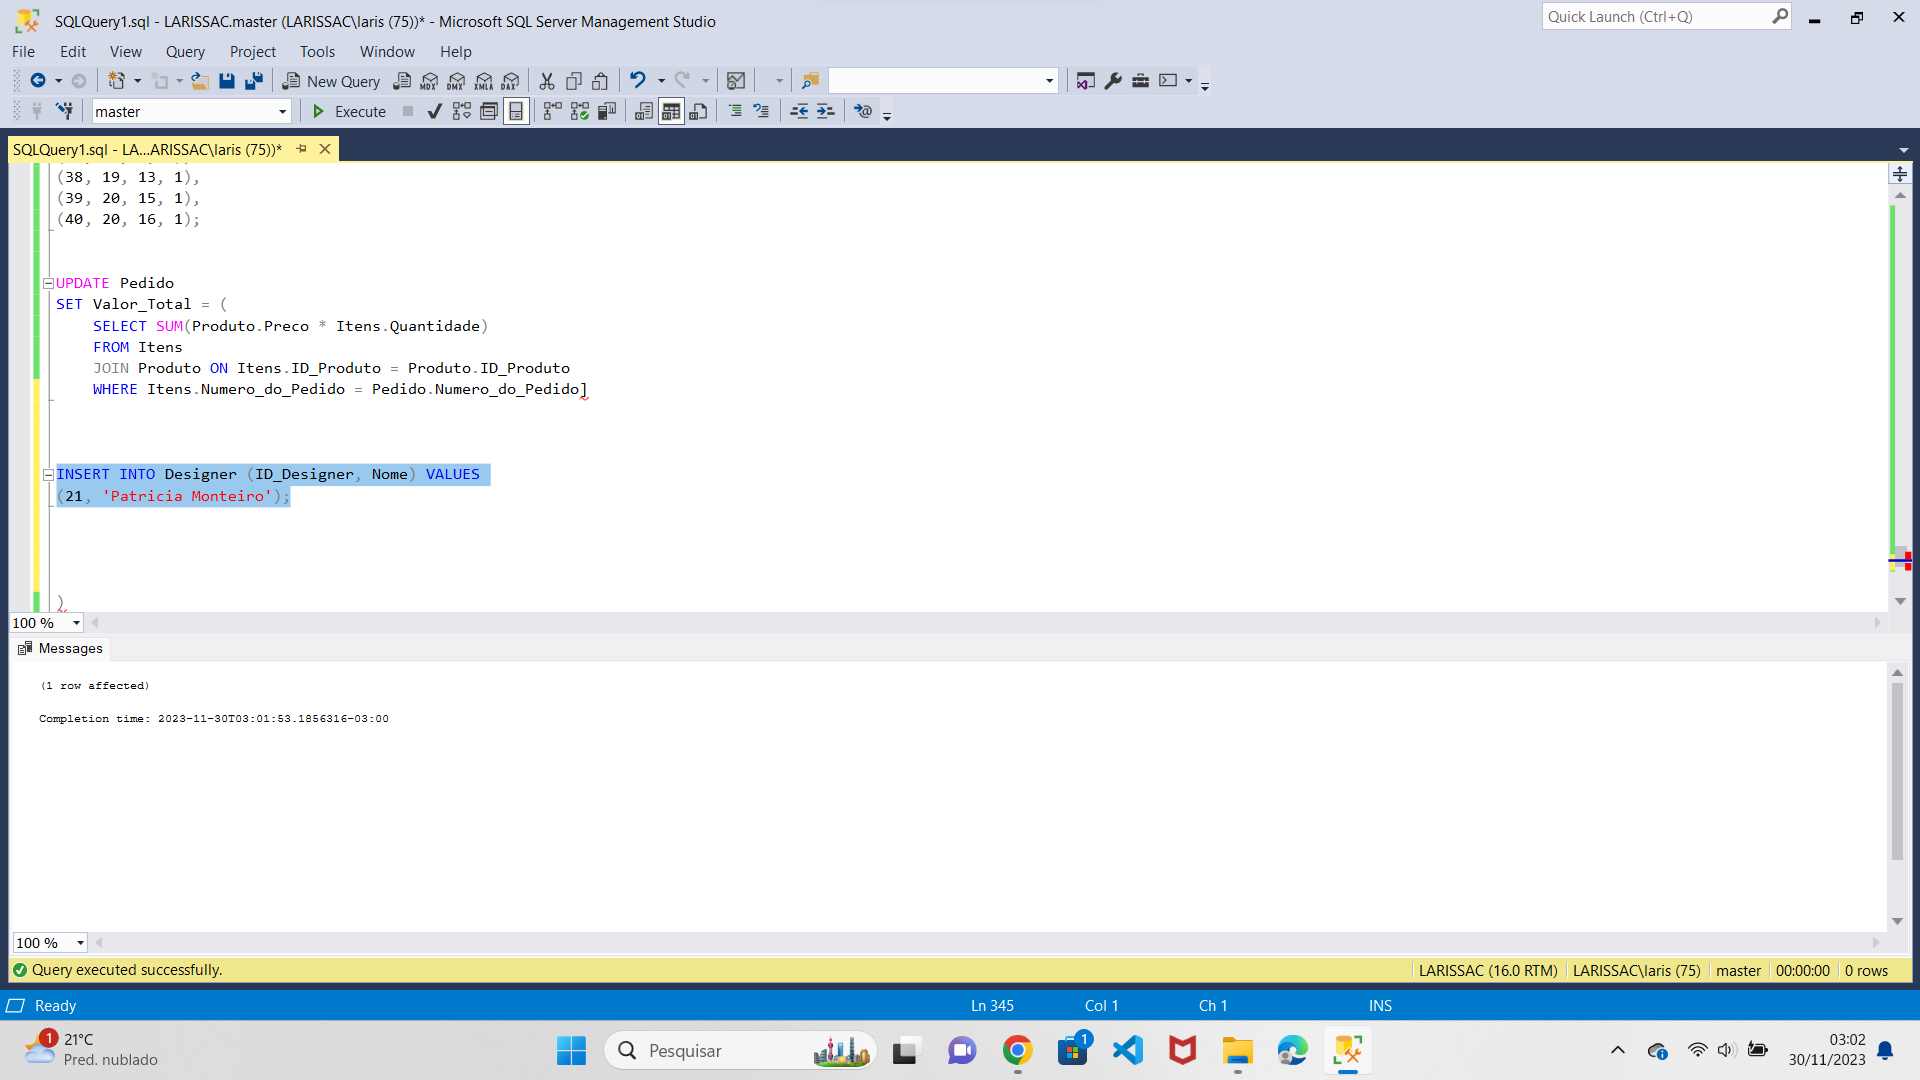 SQLQuery1.sql - LARISSAC.master (LARISSAC\laris (75))* - Microsoft SQL Server Management Studio
Quick Launch (Ctrl+Q)
File Edit View Query Project Tools Window Help
New Query
MDX DMX XMLA DAX
master
Execute
SQLQuery1.sql - LA...ARISSAC\laris (75))*
(38, 19, 13, 1),
(39, 20, 15, 1),
(40, 20, 16, 1);
UPDATE Pedido
SET Valor_Total = (
SELECT SUM(Produto.Preco * Itens.Quantidade)
FROM Itens
JOIN Produto ON Itens.ID_Produto = Produto.ID_Produto
WHERE Itens.Numero_do_Pedido = Pedido.Numero_do_Pedido]
INSERT INTO Designer (ID_Designer, Nome) VALUES
(21, 'Patricia Monteiro');
)
100 %
Messages
(1 row affected)
Completion time: 2023-11-30T03:01:53.1856316-03:00
100 %
Query executed successfully.
LARISSAC (16.0 RTM) LARISSAC\laris (75) master 00:00:00 0 rows
Ready
Ln 345 Col 1 Ch 1 INS
1
21°C
Pred. nublado
Pesquisar
1
03:02
30/11/2023